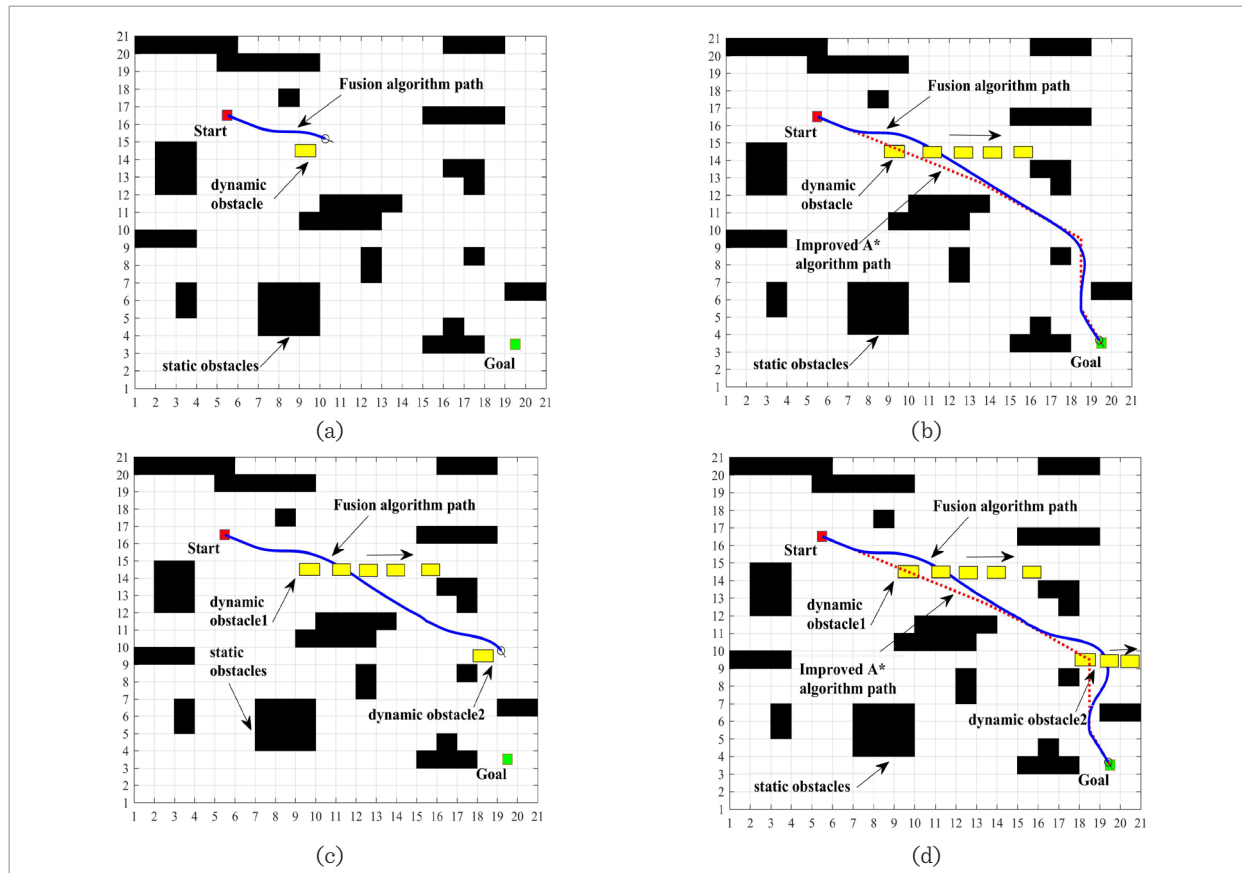 21
20
19
18
17
16
15
14
13
12
11
10
9
8
7
6
5
4
3
2
1
Fusion algorithm path
Start
dynamic
obstacle
static obstacles
Goal
1 2 3 4 5 6 7 8 9 10 11 12 13 14 15 16 17 18 19 20 21
(a)
21
20
19
18
17
16
15
14
13
12
11
10
9
8
7
6
5
4
3
2
1
Fusion algorithm path
Start
dynamic
obstacle
Improved A*
algorithm path
static obstacles
Goal
1 2 3 4 5 6 7 8 9 10 11 12 13 14 15 16 17 18 19 20 21
(b)
21
20
19
18
17
16
15
14
13
12
11
10
9
8
7
6
5
4
3
2
1
Fusion algorithm path
Start
dynamic
obstacle1
static
obstacles
dynamic obstacle2
Goal
1 2 3 4 5 6 7 8 9 10 11 12 13 14 15 16 17 18 19 20 21
(c)
21
20
19
18
17
16
15
14
13
12
11
10
9
8
7
6
5
4
3
2
1
Fusion algorithm path
Start
dynamic
obstacle1
Improved A*
algorithm path
dynamic obstacle2
static obstacles
Goal
1 2 3 4 5 6 7 8 9 10 11 12 13 14 15 16 17 18 19 20 21
(d)